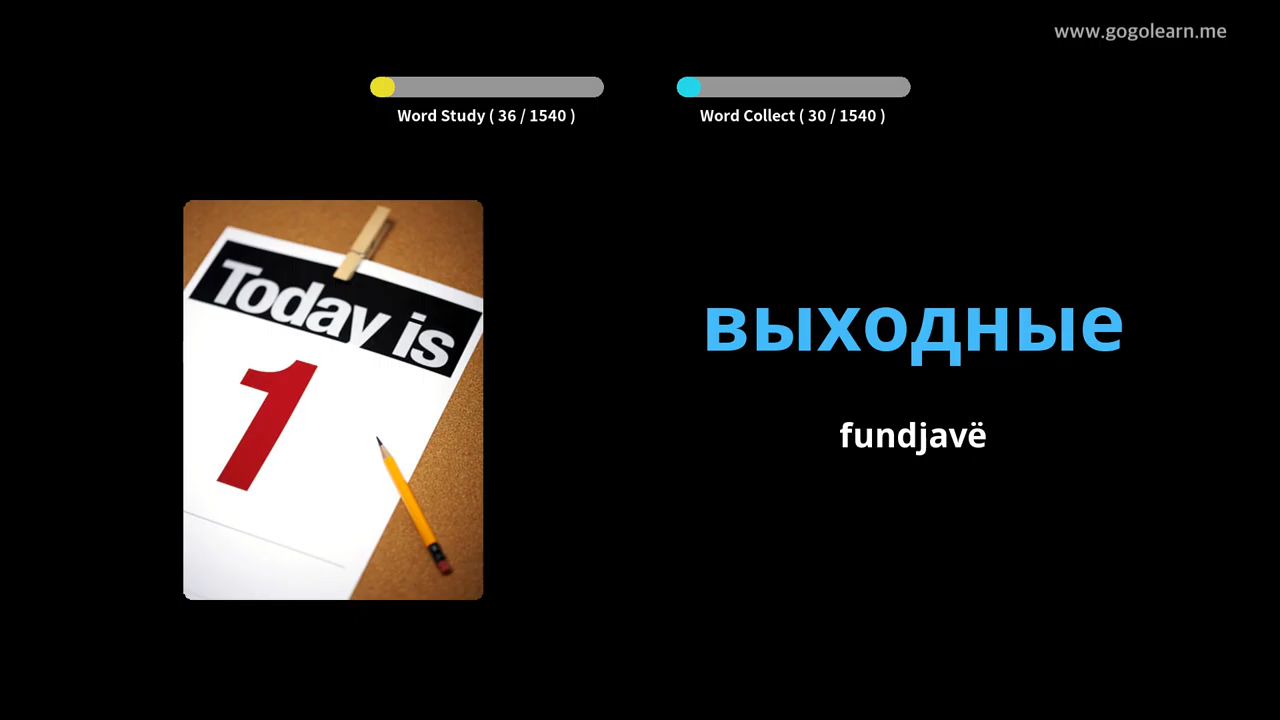 www.gogolearn.me
Word Study ( 36 / 1540 )
Word Collect ( 30 / 1540 )
Today is
1
выходные
fundjavë